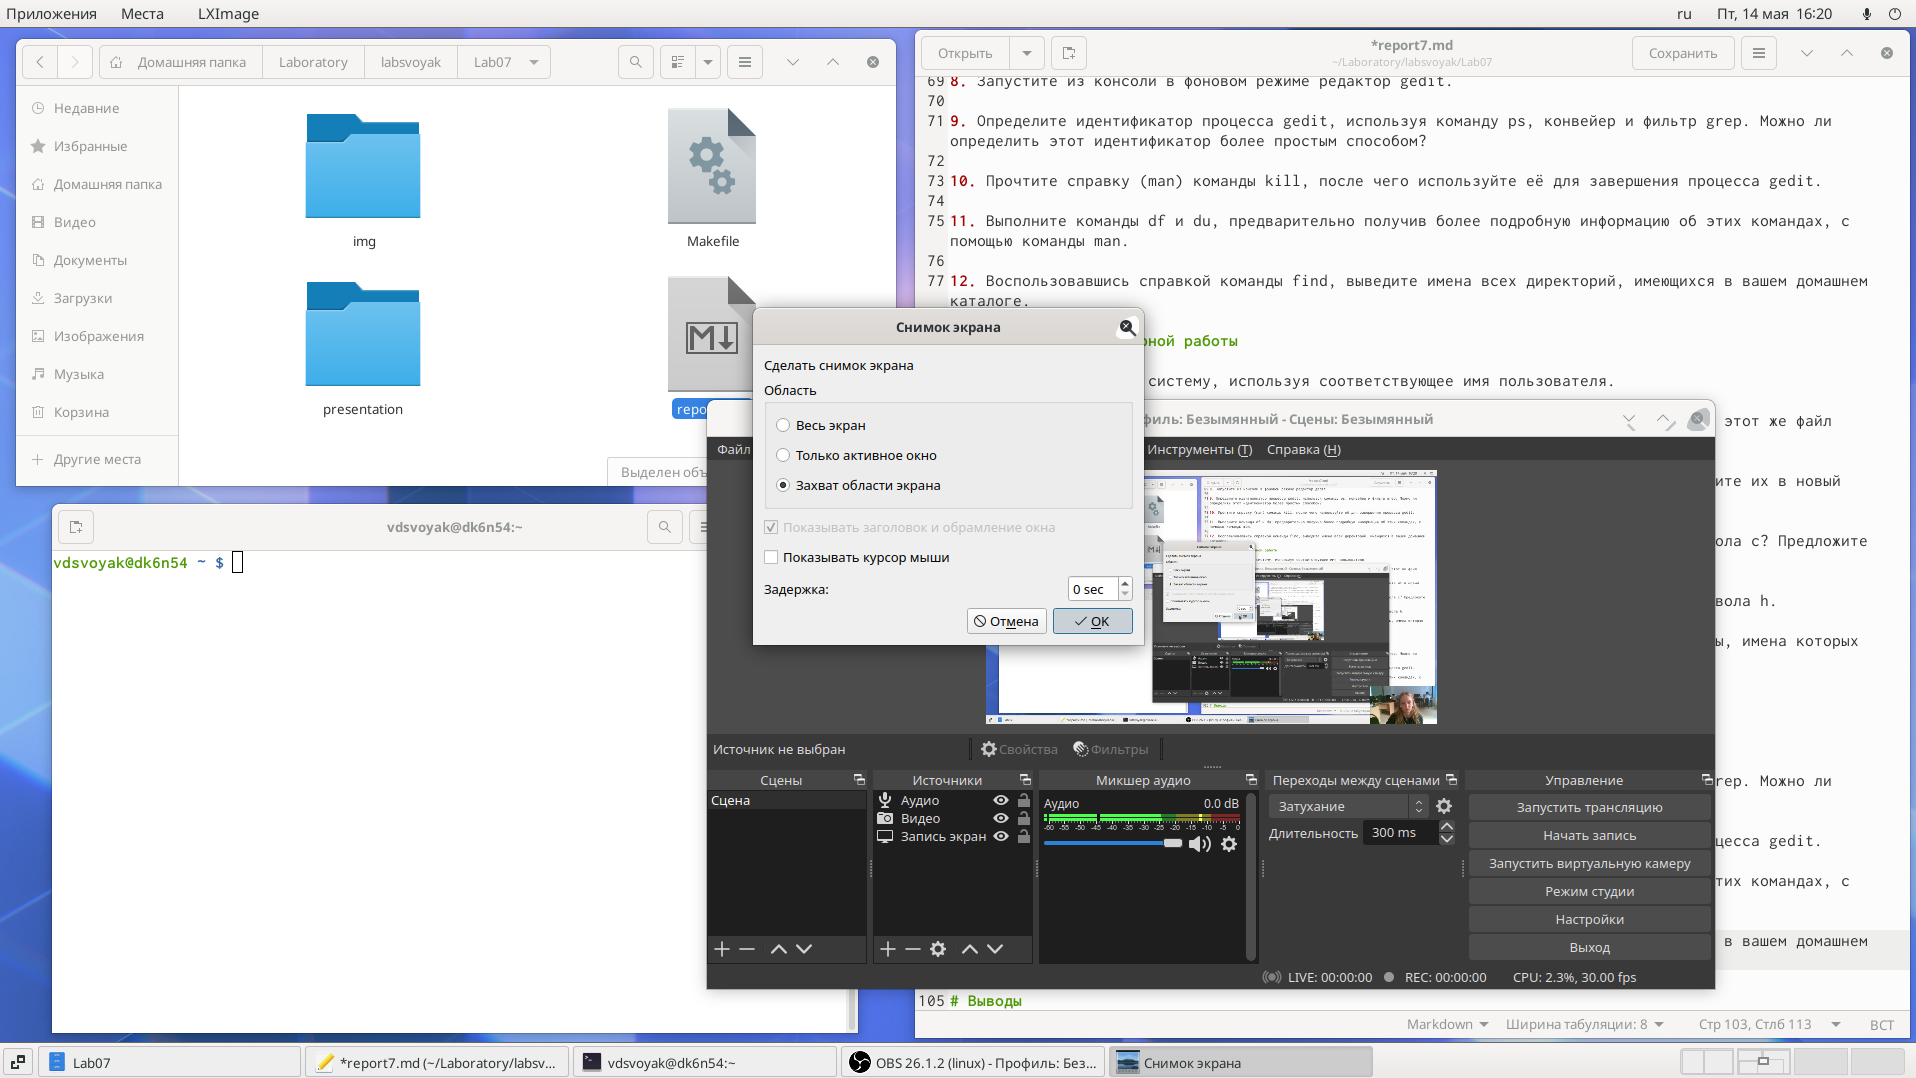 Приложения Места LXImage ru Пт, 14 мая 16:20
Домашняя папка Laboratory labsvoyak Lab07
Недавние
Избранные
Домашняя папка
Видео
Документы
Загрузки
Изображения
Музыка
Корзина
Другие места
img
Makefile
presentation
repo
Выделен объ
Открыть *report7.md Сохранить
~/Laboratory/labsvoyak/Lab07
69 8. Запустите из консоли в фоновом режиме редактор gedit.
70
71 9. Определите идентификатор процесса gedit, используя команду ps, конвейер и фильтр grep. Можно ли
определить этот идентификатор более простым способом?
72
73 10. Прочтите справку (man) команды kill, после чего используйте её для завершения процесса gedit.
74
75 11. Выполните команды df и du, предварительно получив более подробную информацию об этих командах, с
помощью команды man.
76
77 12. Воспользовавшись справкой команды find, выведите имена всех директорий, имеющихся в вашем домашнем
каталоге.
рной работы
систему, используя соответствующее имя пользователя.
этот же файл
ите их в новый
ола c? Предложите
вола h.
ы, имена которых
rep. Можно ли
цесса gedit.
тих командах, с
в вашем домашнем
105 # Выводы
Markdown Ширина табуляции: 8 Стр 103, Стлб 113 ВСТ
vdsvoyak@dk6n54:~
vdsvoyak@dk6n54 ~ $
Снимок экрана
Сделать снимок экрана
Область
Весь экран
Только активное окно
Захват области экрана
Показывать заголовок и обрамление окна
Показывать курсор мыши
Задержка: 0 sec
Отмена OK
филь: Безымянный - Сцены: Безымянный
Файл Инструменты (T) Справка (H)
Источник не выбран Свойства Фильтры
Сцены
Сцена
Источники
Аудио
Видео
Запись экран
Микшер аудио
Аудио 0.0 dB
-60 -55 -50 -45 -40 -35 -30 -25 -20 -15 -10 -5 0
Переходы между сценами
Затухание
Длительность 300 ms
Управление
Запустить трансляцию
Начать запись
Запустить виртуальную камеру
Режим студии
Настройки
Выход
LIVE: 00:00:00 REC: 00:00:00 CPU: 2.3%, 30.00 fps
Lab07 *report7.md (~/Laboratory/labsv... vdsvoyak@dk6n54:~ OBS 26.1.2 (linux) - Профиль: Без... Снимок экрана